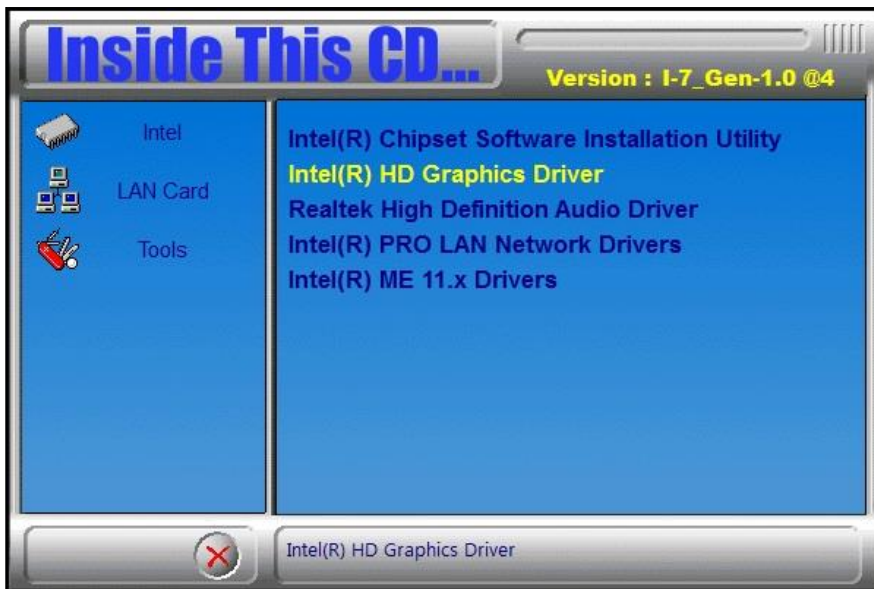 Inside This CD...
Version : I-7_Gen-1.0 @4
Intel
LAN Card
Tools
Intel(R) Chipset Software Installation Utility
Intel(R) HD Graphics Driver
Realtek High Definition Audio Driver
Intel(R) PRO LAN Network Drivers
Intel(R) ME 11.x Drivers
Intel(R) HD Graphics Driver